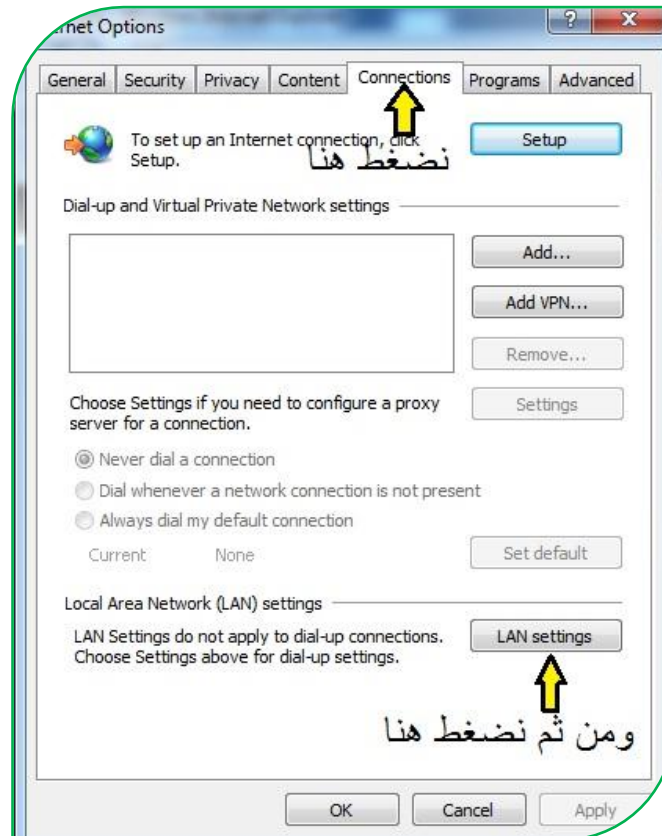 ernet Options
General Security Privacy Content Connections Programs Advanced
To set up an Internet connection, click
Setup.
Setup
نضغط هنا
Dial-up and Virtual Private Network settings
Add...
Add VPN...
Remove...
Choose Settings if you need to configure a proxy
server for a connection.
Settings
Never dial a connection
Dial whenever a network connection is not present
Always dial my default connection
Current None
Set default
Local Area Network (LAN) settings
LAN Settings do not apply to dial-up connections.
Choose Settings above for dial-up settings.
LAN settings
ومن ثم نضغط هنا
OK Cancel Apply